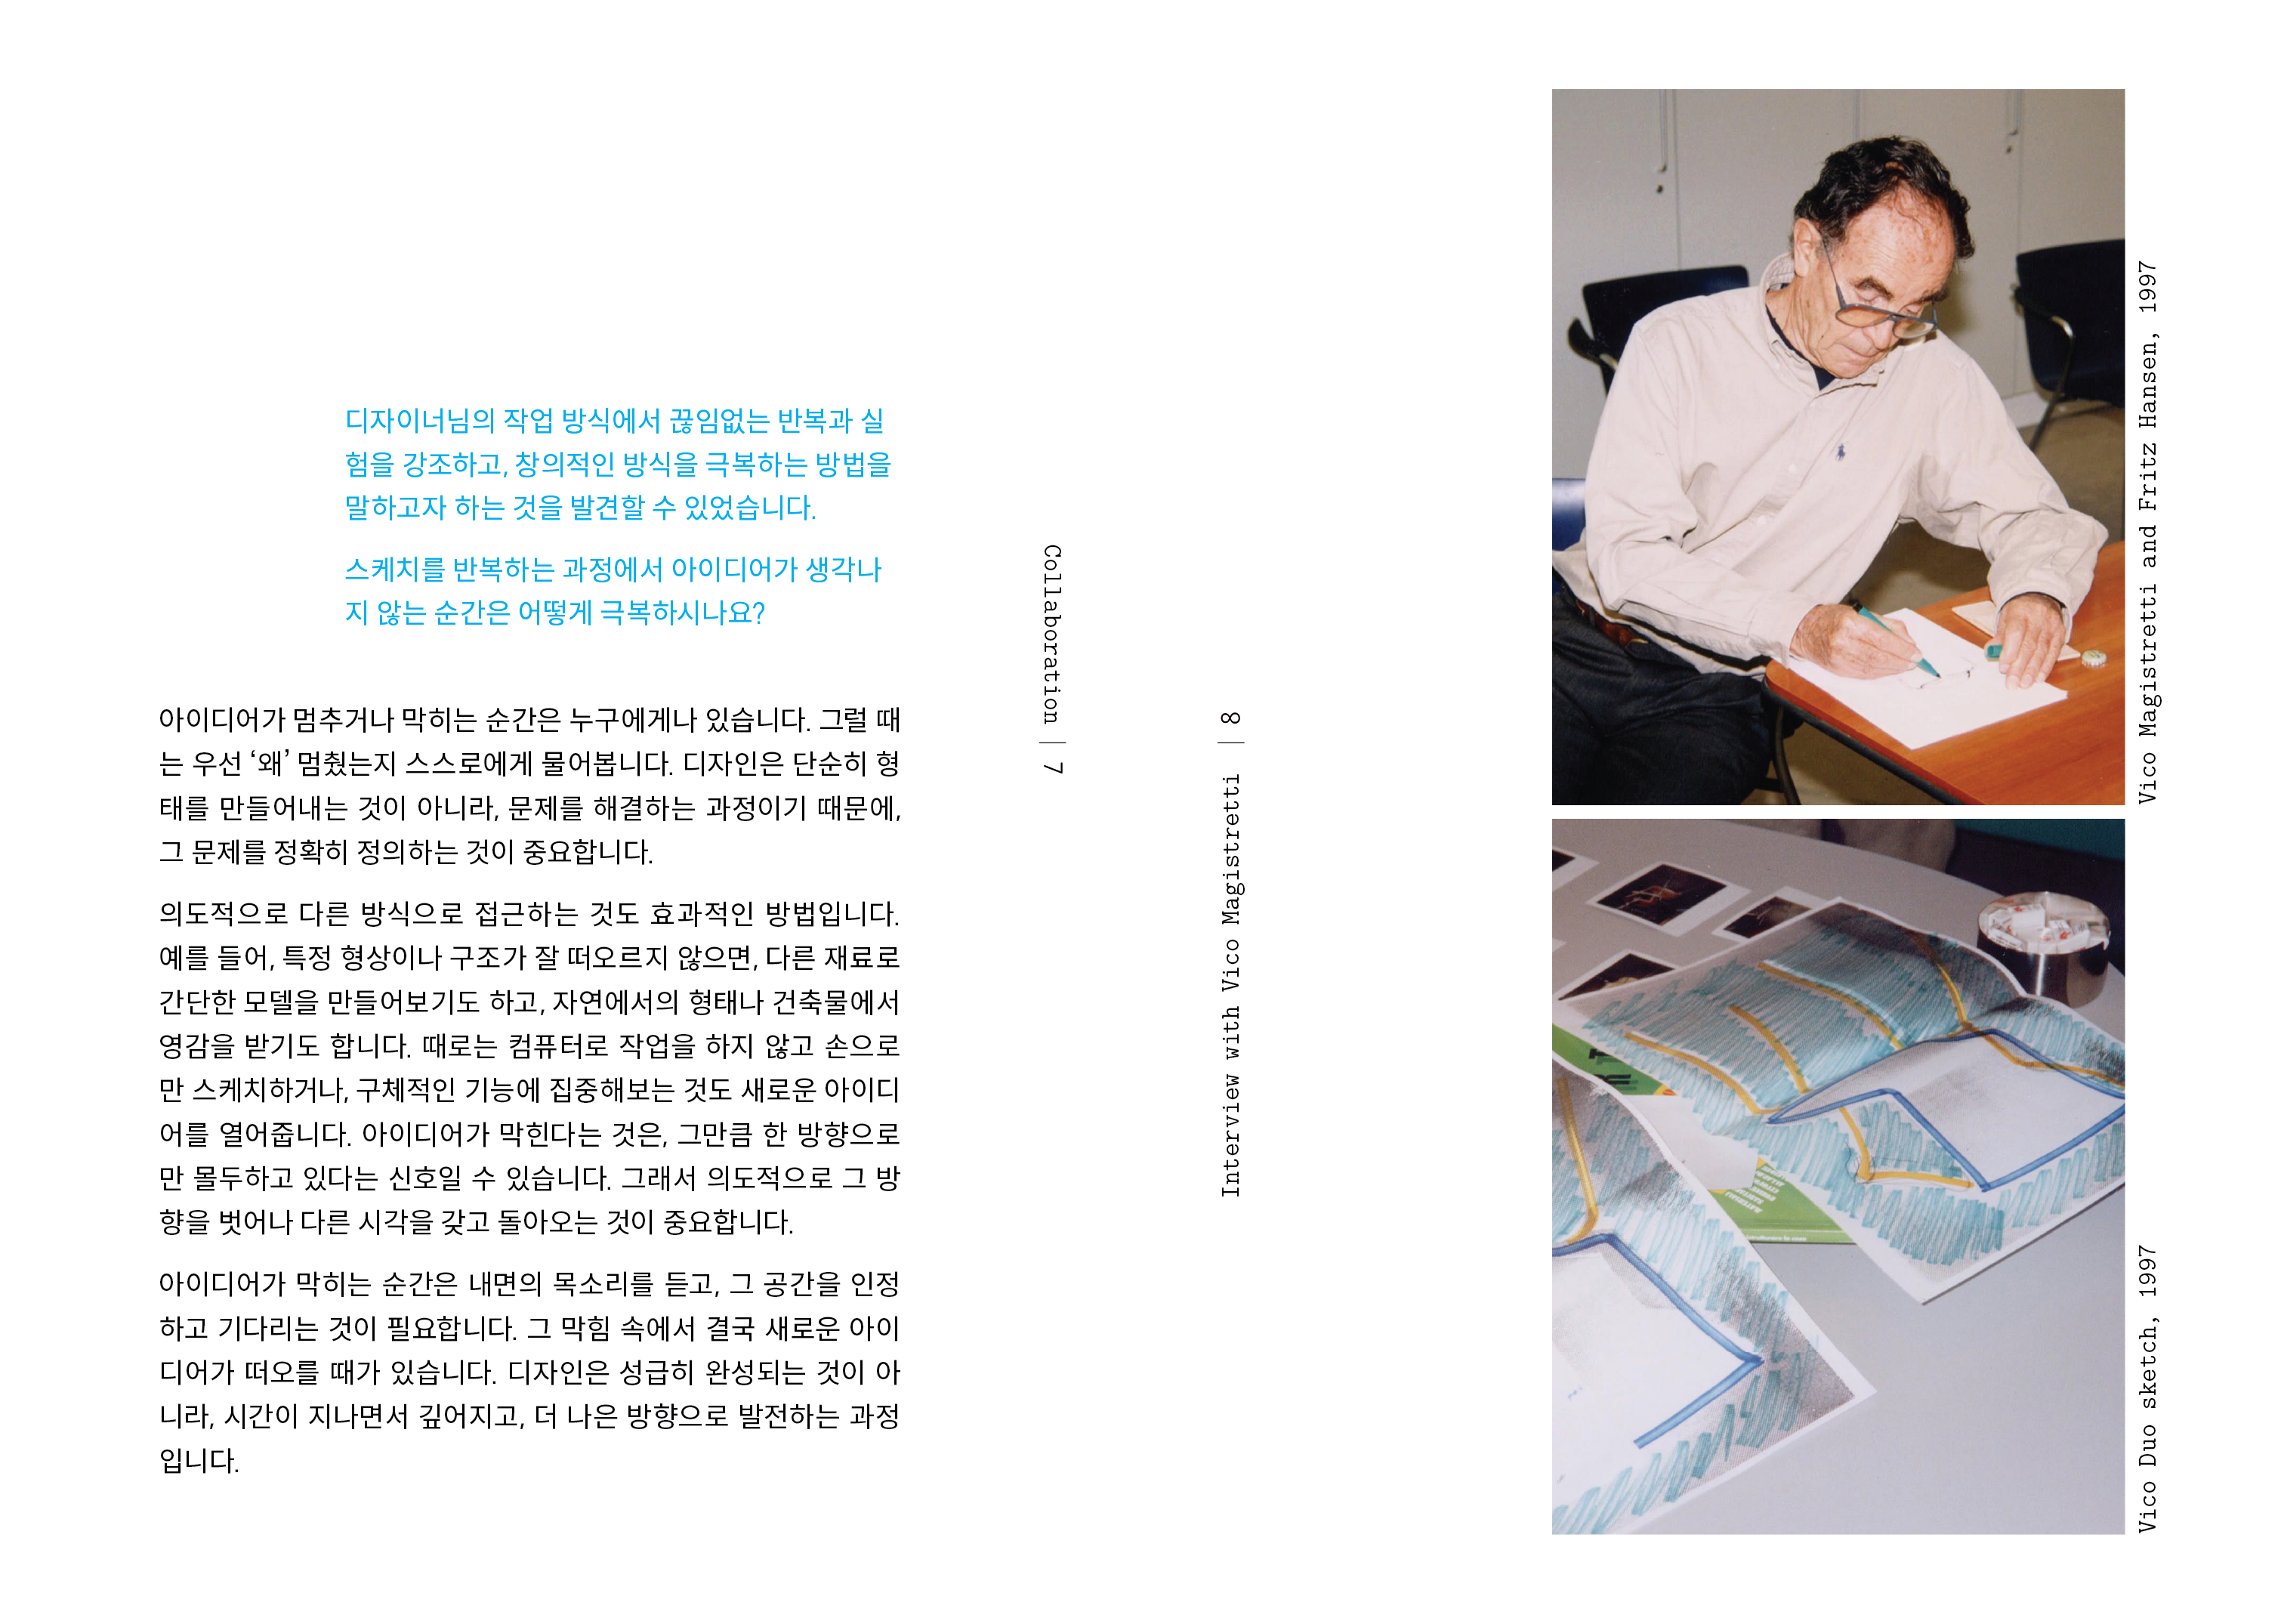 디자이너님의 작업 방식에서 끊임없는 반복과 실
험을 강조하고, 창의적인 방식을 극복하는 방법을
말하고자 하는 것을 발견할 수 있었습니다.
스케치를 반복하는 과정에서 아이디어가 생각나
지 않는 순간은 어떻게 극복하시나요?
아이디어가 멈추거나 막히는 순간은 누구에게나 있습니다. 그럴 때
는 우선 ‘왜’ 멈췄는지 스스로에게 물어봅니다. 디자인은 단순히 형
태를 만들어내는 것이 아니라, 문제를 해결하는 과정이기 때문에,
그 문제를 정확히 정의하는 것이 중요합니다.
의도적으로 다른 방식으로 접근하는 것도 효과적인 방법입니다.
예를 들어, 특정 형상이나 구조가 잘 떠오르지 않으면, 다른 재료로
간단한 모델을 만들어보기도 하고, 자연에서의 형태나 건축물에서
영감을 받기도 합니다. 때로는 컴퓨터로 작업을 하지 않고 손으로
만 스케치하거나, 구체적인 기능에 집중해보는 것도 새로운 아이디
어를 열어줍니다. 아이디어가 막힌다는 것은, 그만큼 한 방향으로
만 몰두하고 있다는 신호일 수 있습니다. 그래서 의도적으로 그 방
향을 벗어나 다른 시각을 갖고 돌아오는 것이 중요합니다.
아이디어가 막히는 순간은 내면의 목소리를 듣고, 그 공간을 인정
하고 기다리는 것이 필요합니다. 그 막힘 속에서 결국 새로운 아이
디어가 떠오를 때가 있습니다. 디자인은 성급히 완성되는 것이 아
니라, 시간이 지나면서 깊어지고, 더 나은 방향으로 발전하는 과정
입니다.
Collaboration | 7
Interview with Vico Magistretti | 8
Vico Magistretti and Fritz Hansen, 1997
Vico Duo sketch, 1997